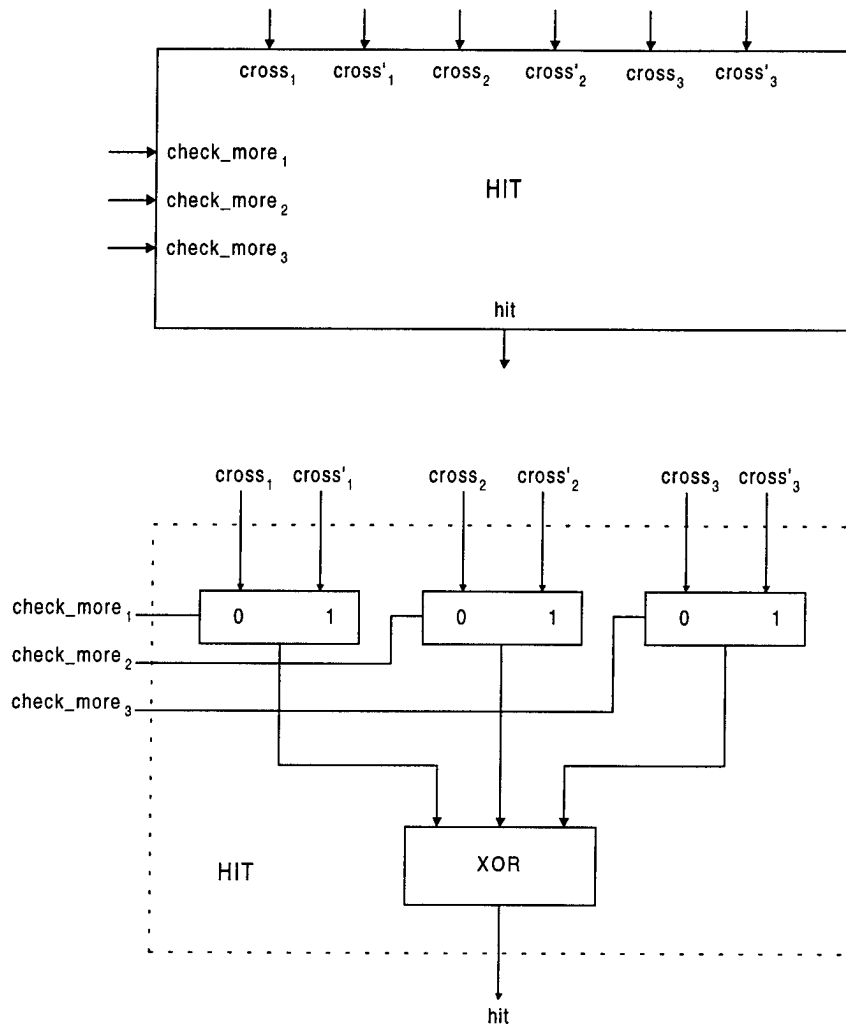 cross₁ cross'₁ cross₂ cross'₂ cross₃ cross'₃
check_more₁
HIT
check_more₂
check_more₃
hit
cross₁ cross'₁ cross₂ cross'₂ cross₃ cross'₃
check_more₁
0 1 0 1 0 1
check_more₂
check_more₃
XOR
HIT
hit